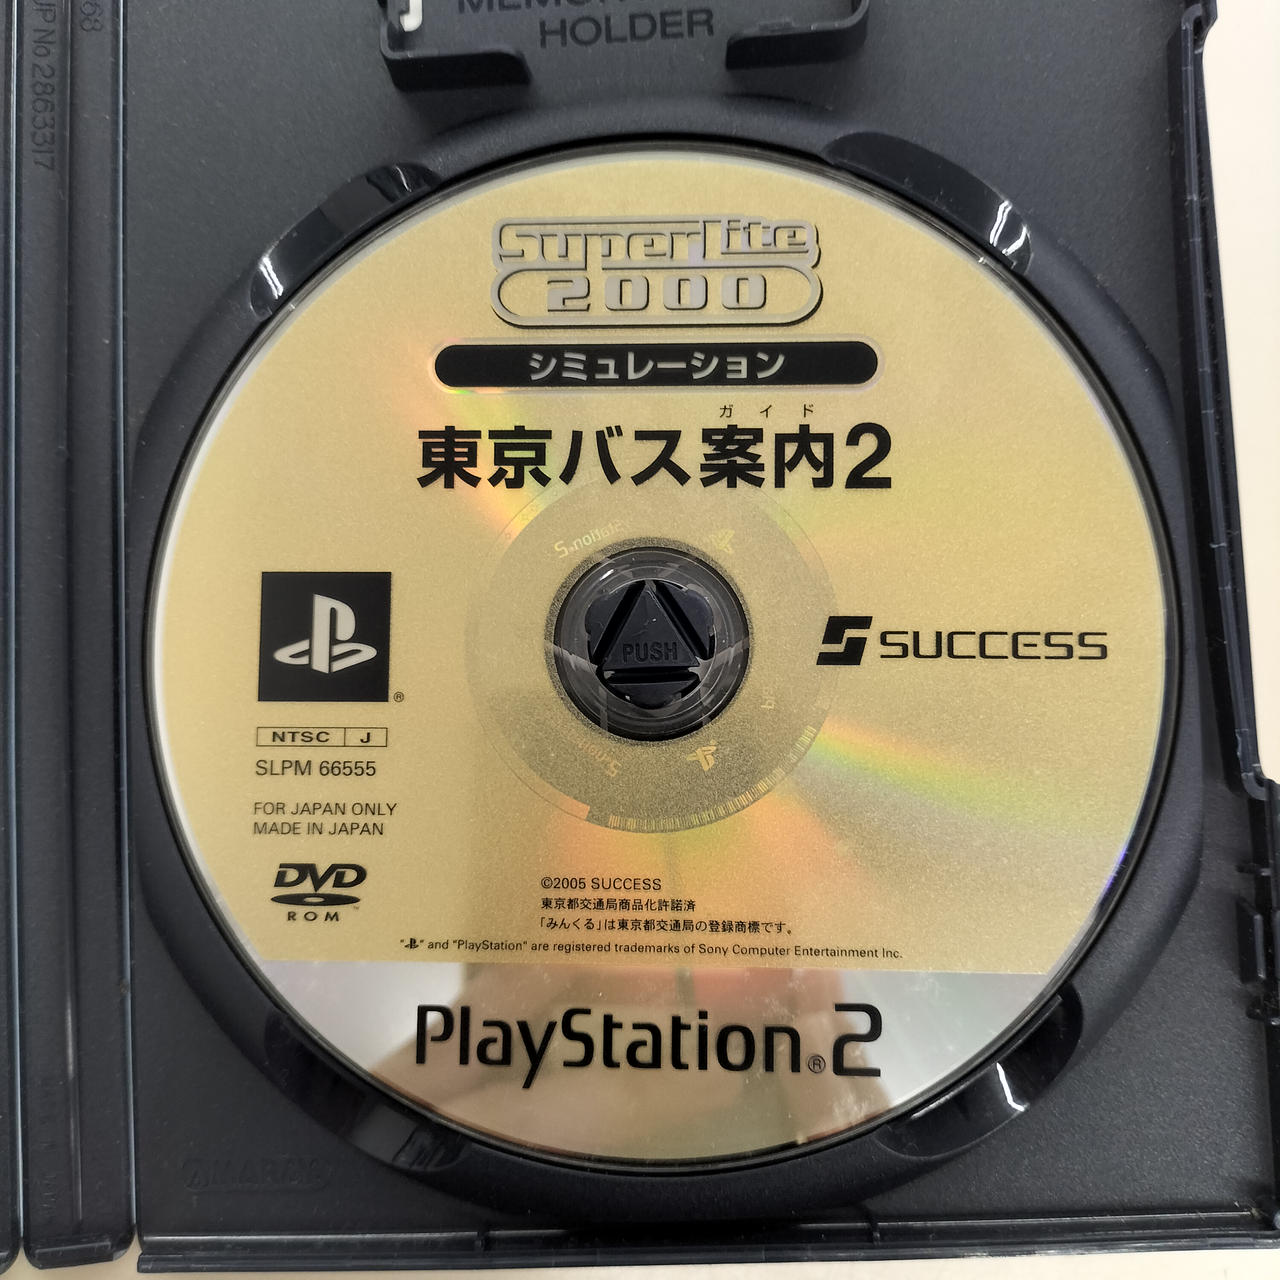 HOLDER
JP No 2863317
SuperLite
2000
シミュレーション
ガイド
東京バス案内2
PUSH
SUCCESS
NTSC J
SLPM 66555
FOR JAPAN ONLY
MADE IN JAPAN
DVD
ROM
©2005 SUCCESS
東京都交通局商品化許諾済
「みんくる」は東京都交通局の登録商標です。
" " and "PlayStation" are registered trademarks of Sony Computer Entertainment Inc.
PlayStation®2